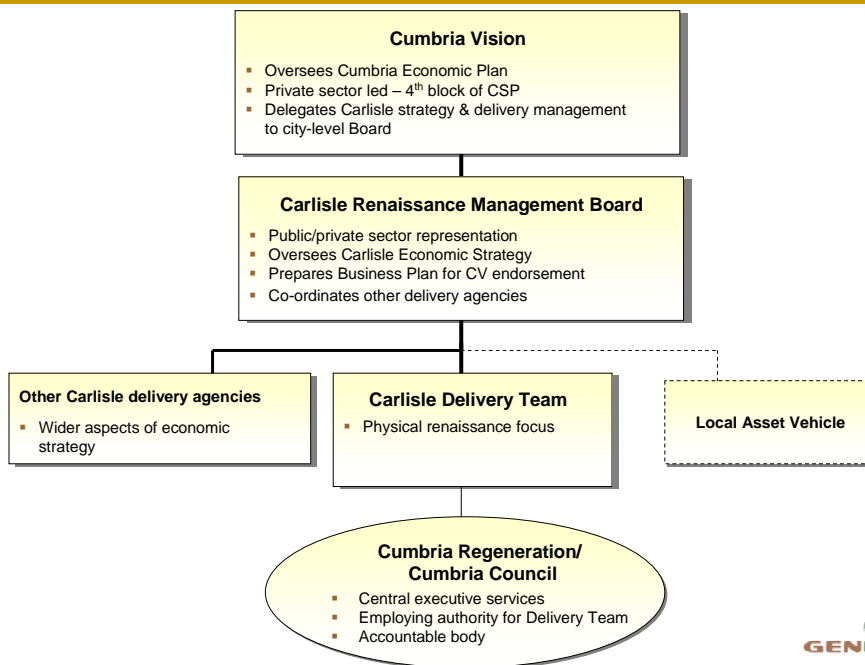 Cumbria Vision
▪ Oversees Cumbria Economic Plan
▪ Private sector led – 4th block of CSP
▪ Delegates Carlisle strategy & delivery management
to city-level Board
Carlisle Renaissance Management Board
▪ Public/private sector representation
▪ Oversees Carlisle Economic Strategy
▪ Prepares Business Plan for CV endorsement
▪ Co-ordinates other delivery agencies
Other Carlisle delivery agencies
▪ Wider aspects of economic
strategy
Carlisle Delivery Team
▪ Physical renaissance focus
Local Asset Vehicle
Cumbria Regeneration/
Cumbria Council
▪ Central executive services
▪ Employing authority for Delivery Team
▪ Accountable body